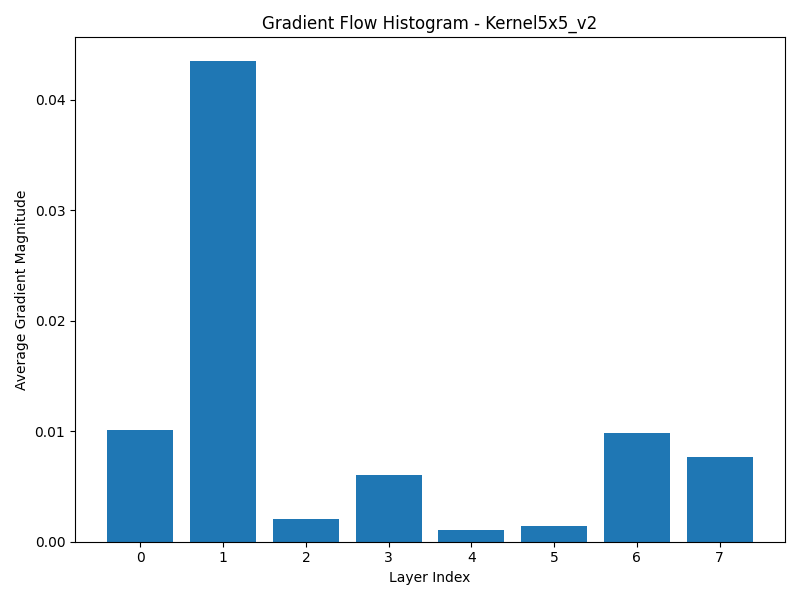 Gradient Flow Histogram - Kernel5x5_v2
Average Gradient Magnitude
0.04
0.03
0.02
0.01
0.00
0 1 2 3 4 5 6 7
Layer Index